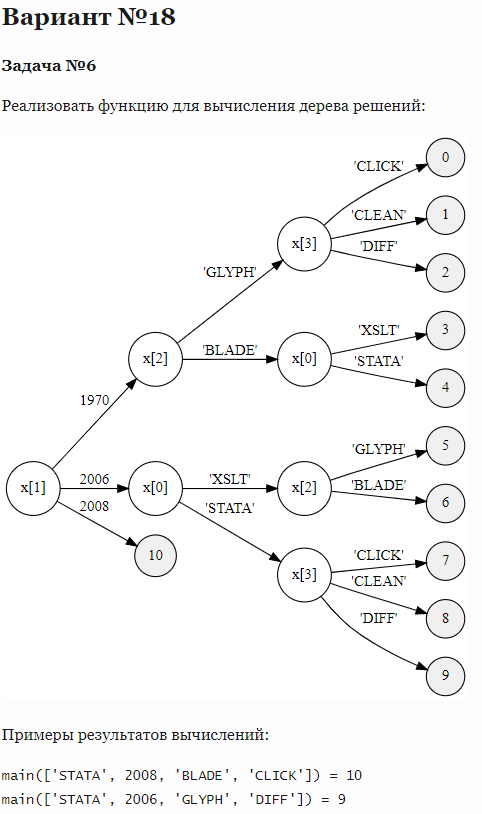 Вариант №18
Задача №6
Реализовать функцию для вычисления дерева решений:
'CLICK'
0
'CLEAN'
1
x[3]
'DIFF'
2
'GLYPH'
'XSLT'
3
x[2]
'BLADE'
x[0]
'STATA'
4
1970
'GLYPH'
5
x[1]
2006
x[0]
'XSLT'
x[2]
'BLADE'
6
2008
'STATA'
10
'CLICK'
7
x[3]
'CLEAN'
8
'DIFF'
9
Примеры результатов вычислений:
main(['STATA', 2008, 'BLADE', 'CLICK']) = 10
main(['STATA', 2006, 'GLYPH', 'DIFF']) = 9